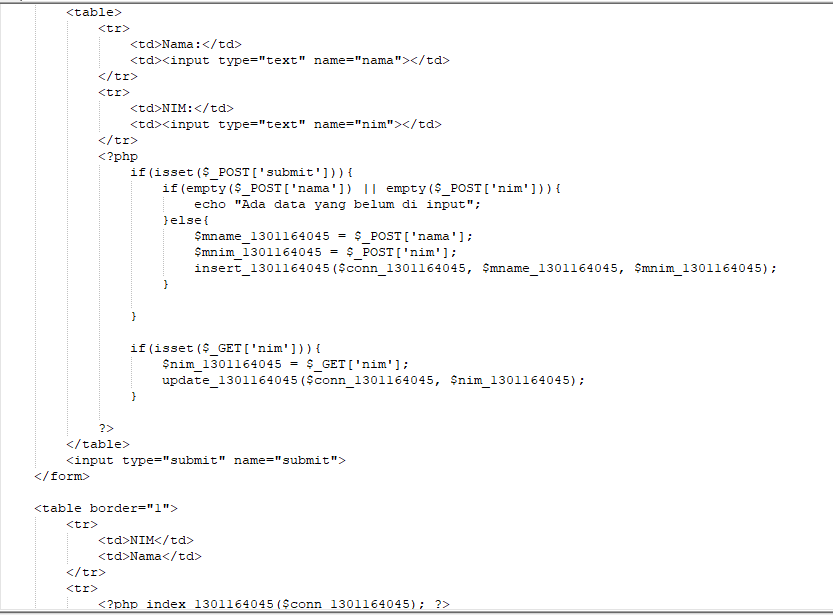 <table>
<tr>
<td>Nama:</td>
<td><input type="text" name="nama"></td>
</tr>
<tr>
<td>NIM:</td>
<td><input type="text" name="nim"></td>
</tr>
<?php
if(isset($_POST['submit'])){
if(empty($_POST['nama']) || empty($_POST['nim'])){
echo "Ada data yang belum di input";
}else{
$mname_1301164045 = $_POST['nama'];
$mnim_1301164045 = $_POST['nim'];
insert_1301164045($conn_1301164045, $mname_1301164045, $mnim_1301164045);
}
}
if(isset($_GET['nim'])){
$nim_1301164045 = $_GET['nim'];
update_1301164045($conn_1301164045, $nim_1301164045);
}
?>
</table>
<input type="submit" name="submit">
</form>
<table border="1">
<tr>
<td>NIM</td>
<td>Nama</td>
</tr>
<tr>
<?php index_1301164045($conn_1301164045); ?>